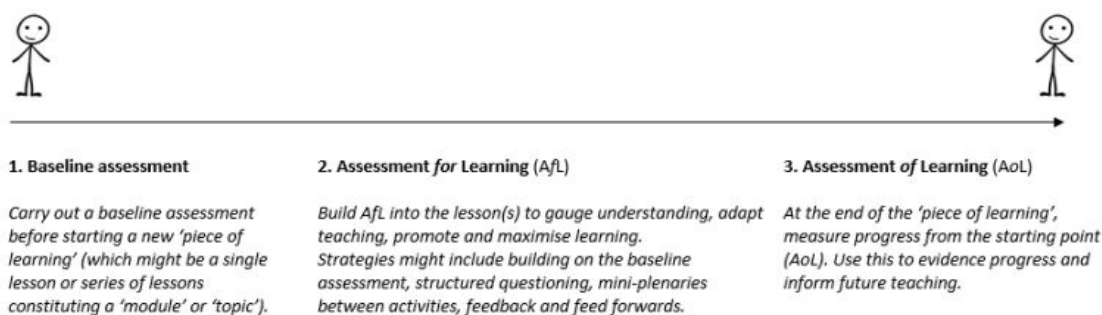 1. Baseline assessment
Carry out a baseline assessment
before starting a new ‘piece of
learning’ (which might be a single
lesson or series of lessons
constituting a ‘module’ or ‘topic’).
2. Assessment for Learning (AfL)
Build AfL into the lesson(s) to gauge understanding, adapt
teaching, promote and maximise learning.
Strategies might include building on the baseline
assessment, structured questioning, mini-plenaries
between activities, feedback and feed forwards.
3. Assessment of Learning (AoL)
At the end of the ‘piece of learning’,
measure progress from the starting point
(AoL). Use this to evidence progress and
inform future teaching.